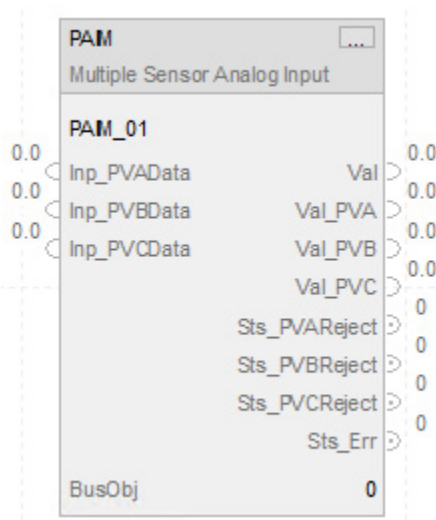 PAIM ...
Multiple Sensor Analog Input
PAIM_01
0.0 Inp_PVAData Val 0.0
0.0 Inp_PVBData Val_PVA 0.0
0.0 Inp_PVCData Val_PVB 0.0
Val_PVC 0.0
Sts_PVAReject 0
Sts_PVBReject 0
Sts_PVCReject 0
Sts_Err 0
BusObj 0